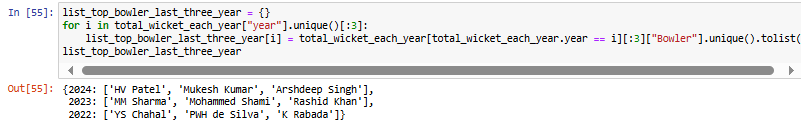 In [55]: list_top_bowler_last_three_year = {}
for i in total_wicket_each_year["year"].unique()[:3]:
    list_top_bowler_last_three_year[i] = total_wicket_each_year[total_wicket_each_year.year == i][:3]["Bowler"].unique().tolist(
list_top_bowler_last_three_year
Out[55]: {2024: ['HV Patel', 'Mukesh Kumar', 'Arshdeep Singh'],
2023: ['MM Sharma', 'Mohammed Shami', 'Rashid Khan'],
2022: ['YS Chahal', 'PWH de Silva', 'K Rabada']}